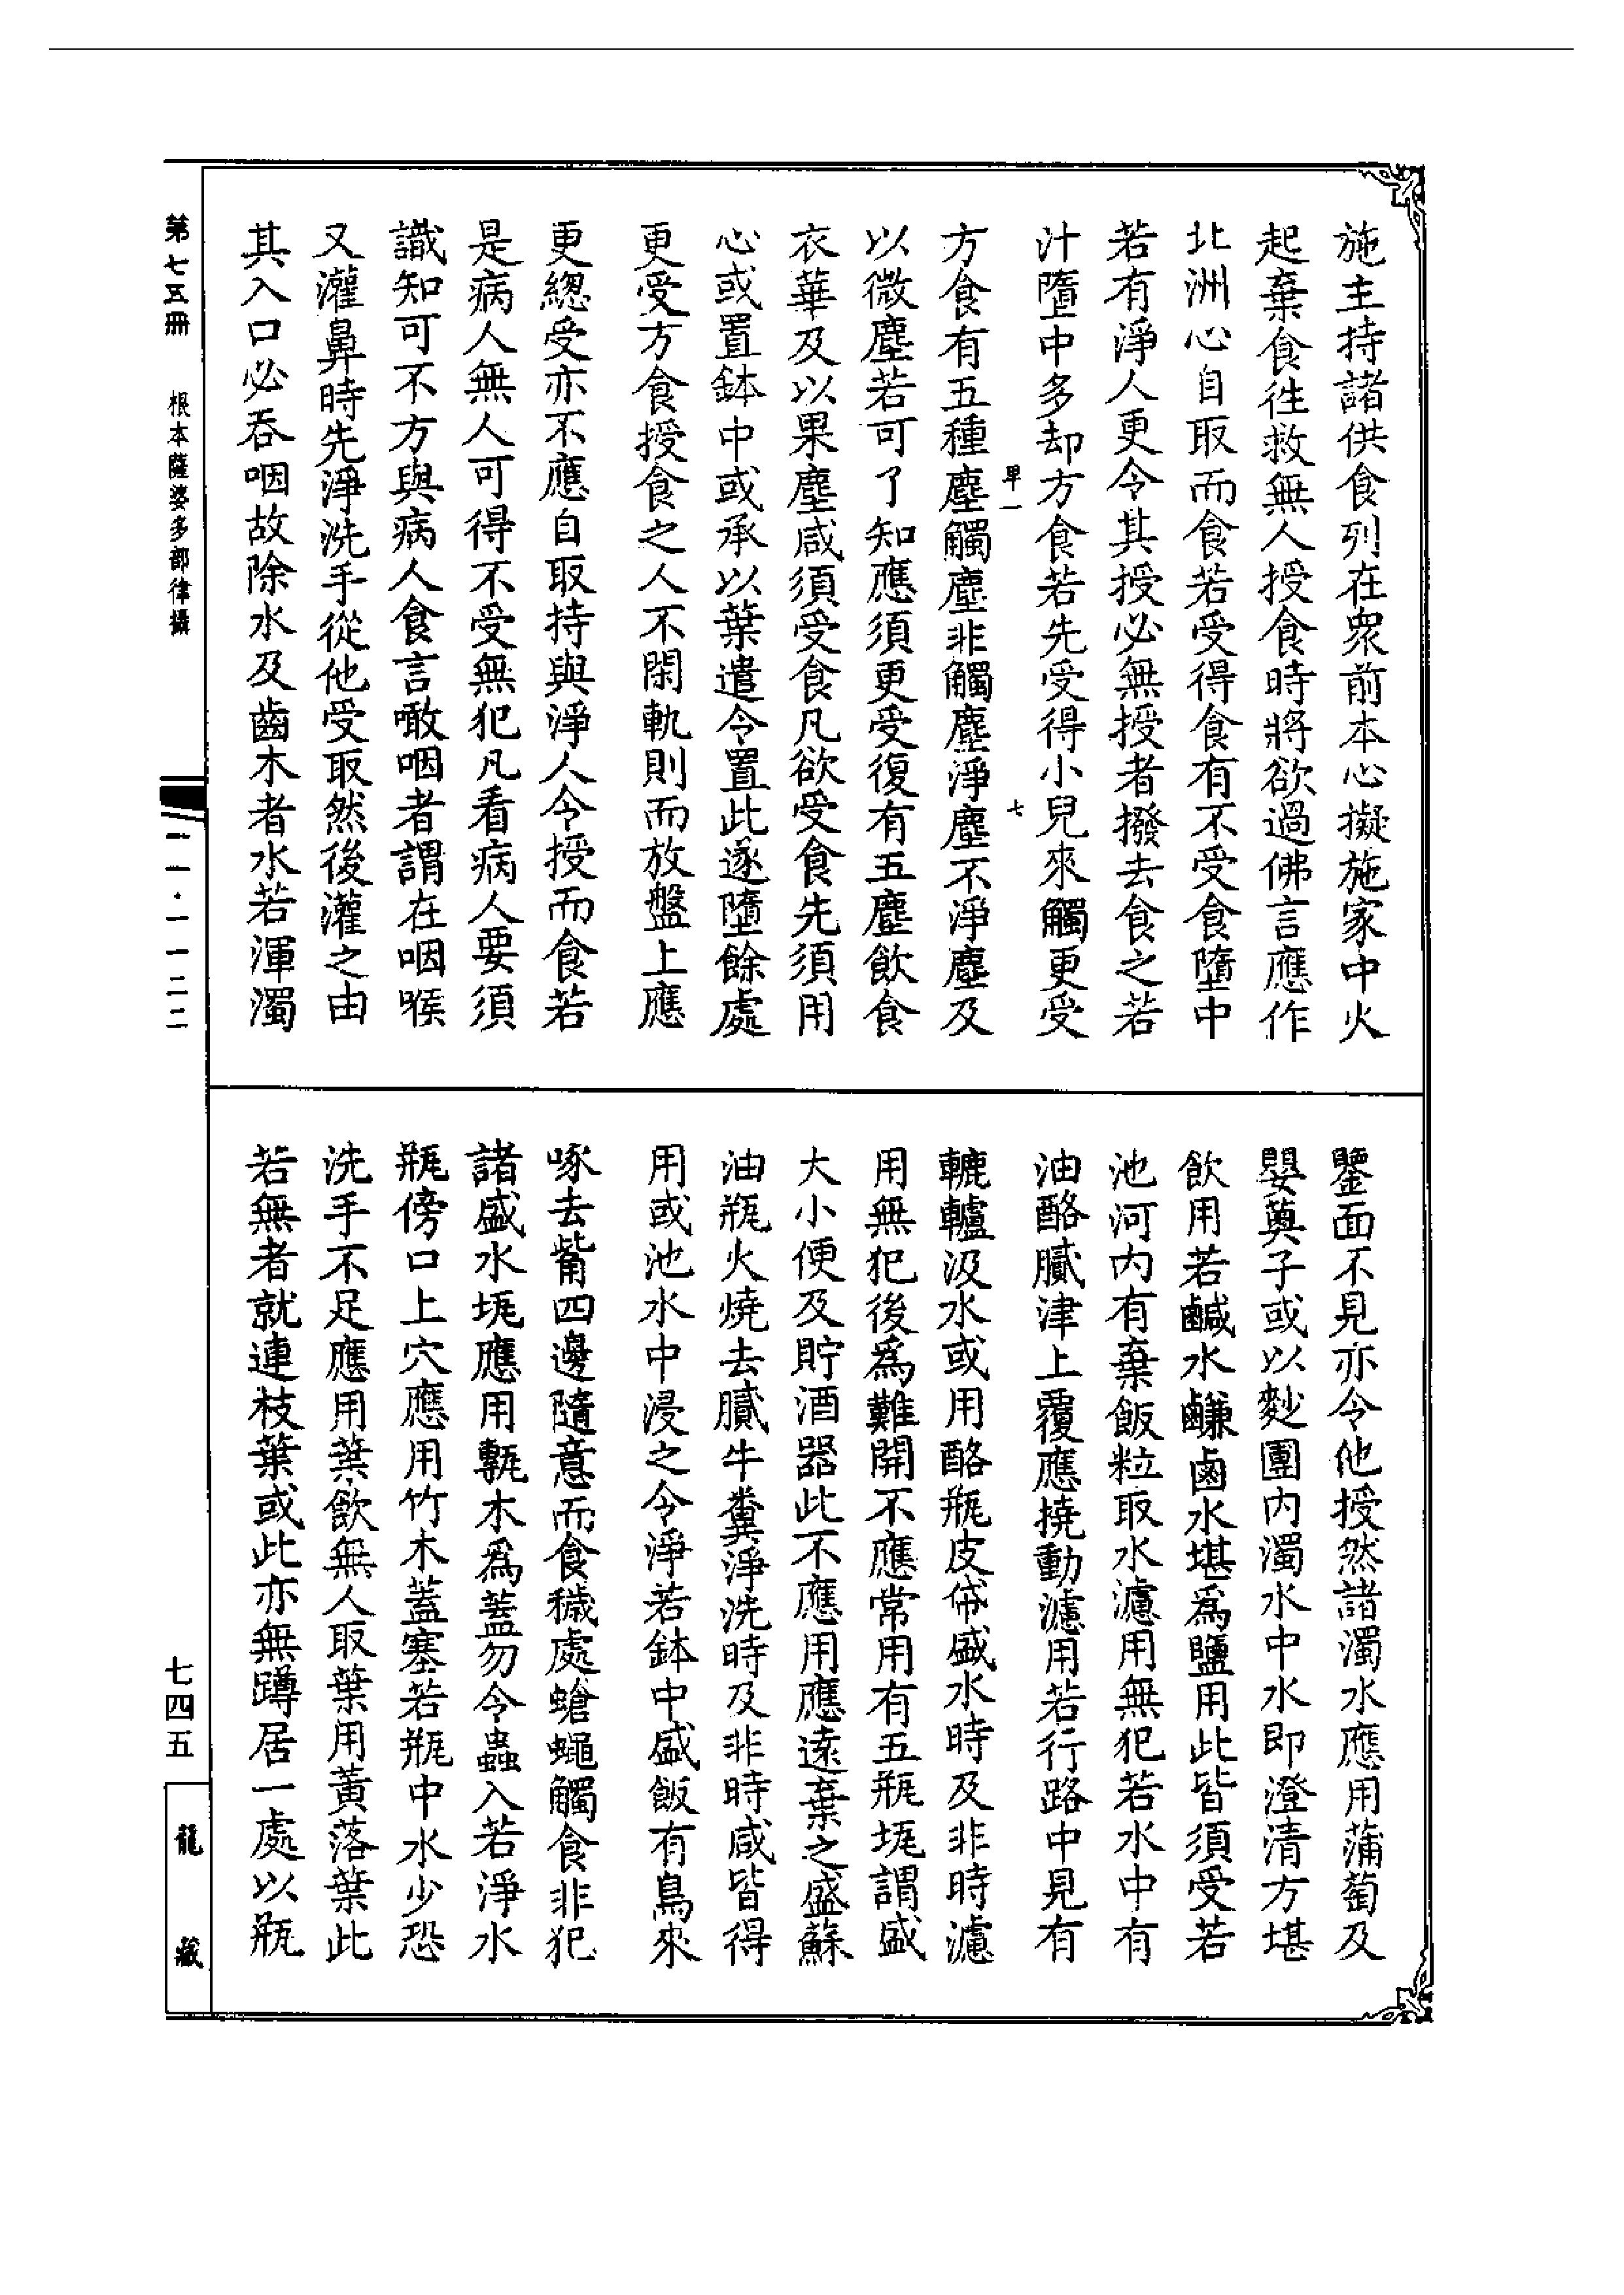 施主持諸供食列在眾前本心擬施家中火
起棄食往救無人授食時將欲過佛言應作
北洲心自取而食若受得食有不受食墮中
若有淨人更令其授必無授者撥去食之若
汁墮中多却方食若先受得小兒來觸更受
早一 七
方食有五種塵觸塵非觸塵淨塵不淨塵及
以微塵若可了知應須更受復有五塵飲食
衣華及以果塵咸須受食凡欲受食先須用
心或置鉢中或承以葉遣令置此遂墮餘處
更受方食授食之人不閑軌則而放盤上應
更總受亦不應自取持與淨人令授而食若
是病人無人可得不受無犯凡看病人要須
識知可不方與病人食言噉咽者謂在咽喉
又灌鼻時先淨洗手從他受取然後灌之由
其入口必吞咽故除水及齒木者水若渾濁
鑒面不見亦令他授然諸濁水應用蒲萄及
嬰薁子或以麨團內濁水中水即澄清方堪
飲用若鹹水鹻鹵水堪為鹽用此皆須受若
池河內有棄飯粒取水濾用無犯若水中有
油酪膩津上覆應撓動濾用若行路中見有
轆轤汲水或用酪瓶皮帒盛水時及非時濾
用無犯後為難開不應常用有五瓶坻謂盛
大小便及貯酒器此不應用應遠棄之盛蘇
油瓶火燒去膩牛糞淨洗時及非時咸皆得
用或池水中浸之令淨若鉢中盛飯有鳥來
啄去觜四邊隨意而食穢處蒼蠅觸食非犯
諸盛水坻應用甎木為蓋勿令蟲入若淨水
瓶傍口上穴應用竹木蓋塞若瓶中水少恐
洗手不足應用葉飲無人取葉用黃落葉此
若無者就連枝葉或此亦無蹲居一處以瓶
第七五冊 根本薩婆多部律攝 一一·一一二二
七四五 龍藏